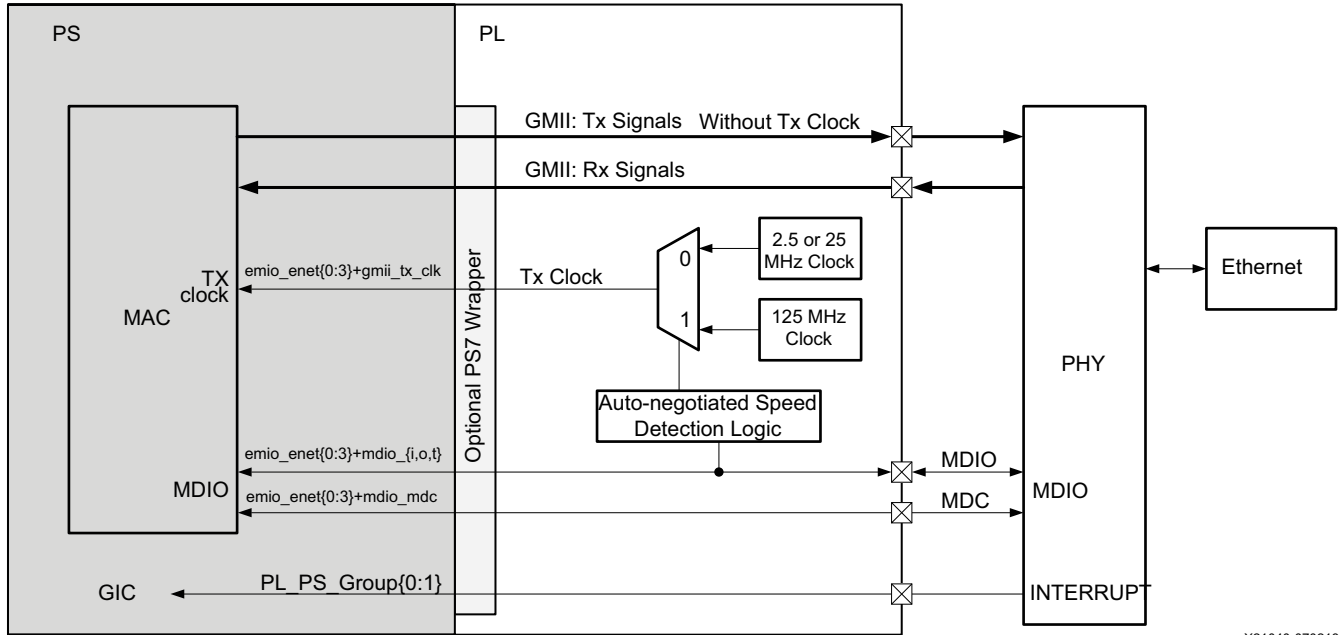 PS
PL
GMII: Tx Signals Without Tx Clock
GMII: Rx Signals
0
2.5 or 25
MHz Clock
TX
clock
emio_enet{0:3}+gmii_tx_clk
Tx Clock
Ethernet
MAC
1
125 MHz
Clock
Optional PS7 Wrapper
PHY
Auto-negotiated Speed
Detection Logic
emio_enet{0:3}+mdio_{i,o,t}
MDIO
MDIO
emio_enet{0:3}+mdio_mdc
MDC
MDIO
GIC
PL_PS_Group{0:1}
INTERRUPT